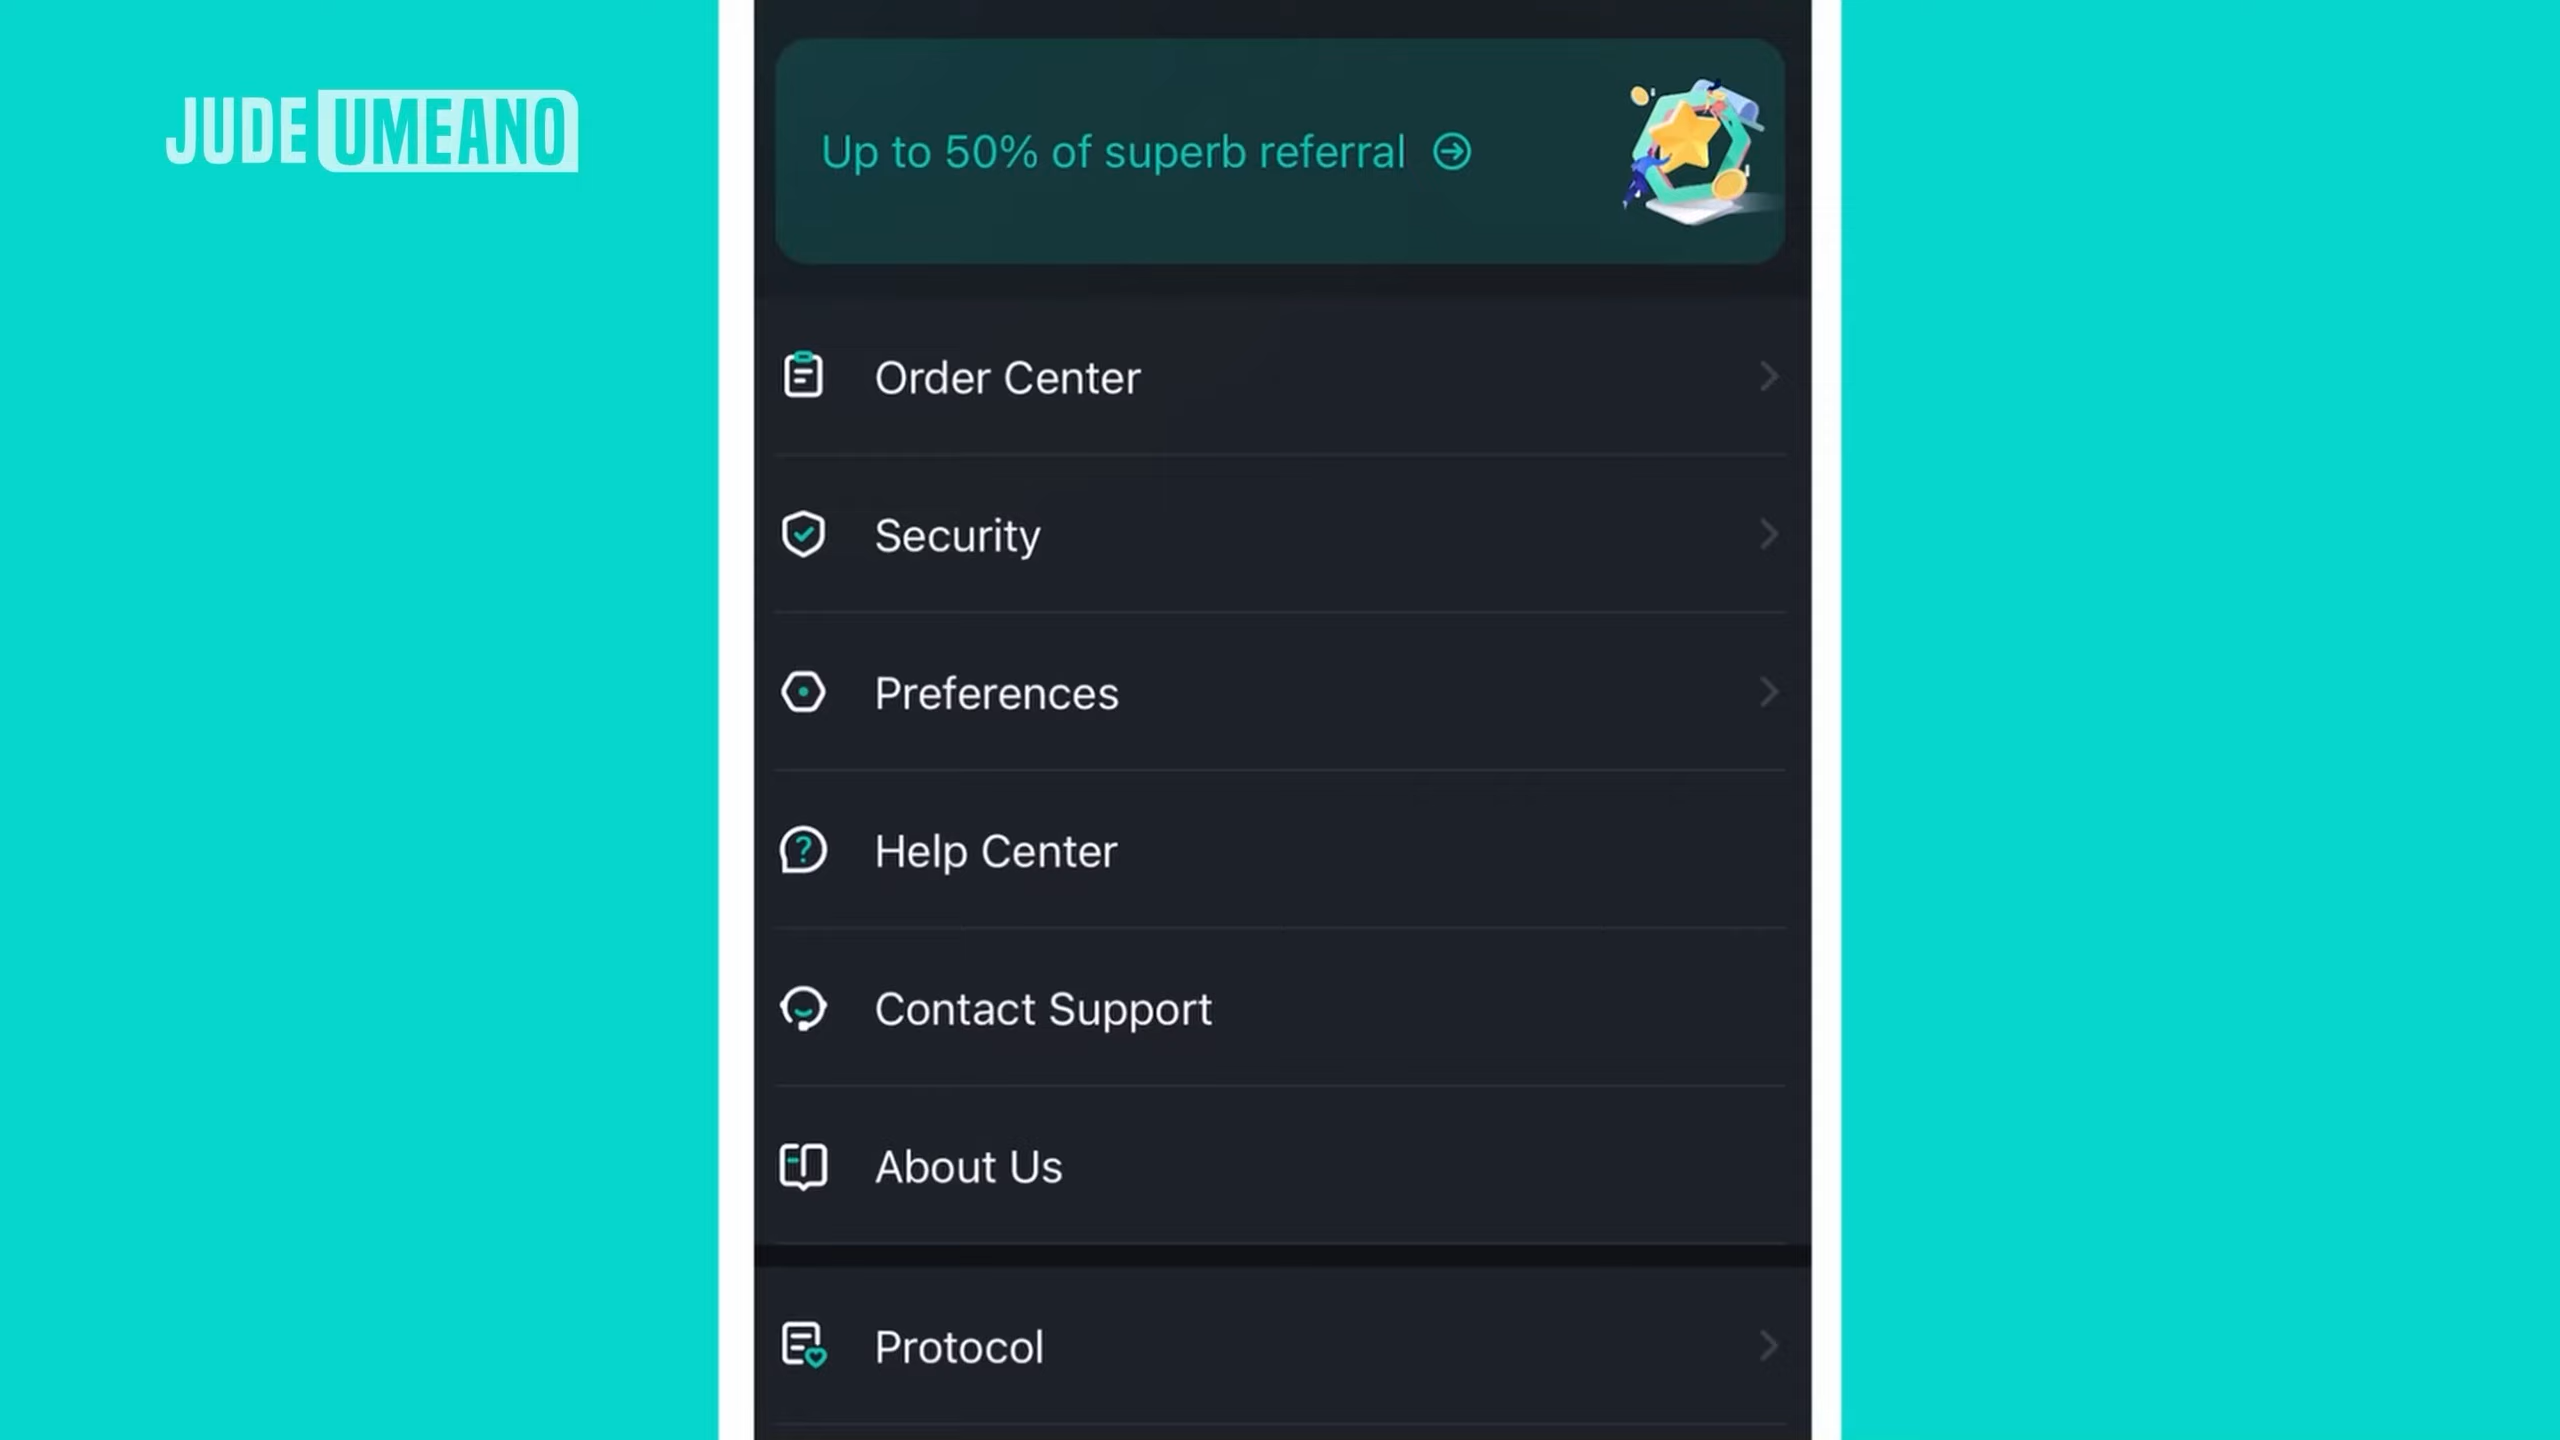 JUDE UMEANO
Up to 50% of superb referral
Order Center
Security
Preferences
Help Center
Contact Support
About Us
Protocol